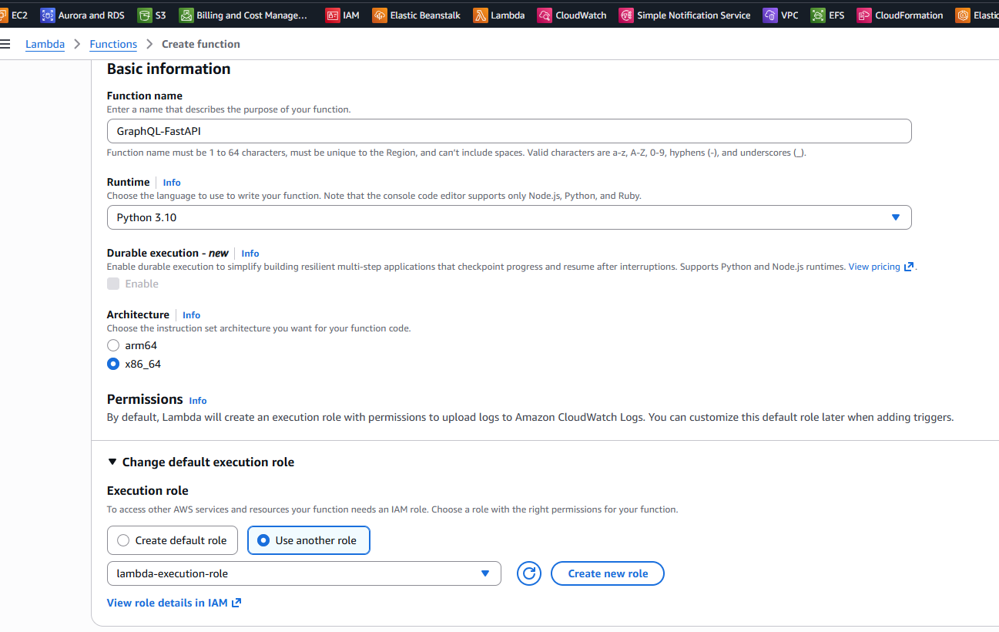 EC2 Aurora and RDS S3 Billing and Cost Manage... IAM Elastic Beanstalk Lambda CloudWatch Simple Notification Service VPC EFS CloudFormation Elastic
Lambda > Functions > Create function
Basic information
Function name
Enter a name that describes the purpose of your function.
GraphQL-FastAPI
Function name must be 1 to 64 characters, must be unique to the Region, and can't include spaces. Valid characters are a-z, A-Z, 0-9, hyphens (-), and underscores (_).
Runtime Info
Choose the language to use to write your function. Note that the console code editor supports only Node.js, Python, and Ruby.
Python 3.10
Durable execution - new Info
Enable durable execution to simplify building resilient multi-step applications that checkpoint progress and resume after interruptions. Supports Python and Node.js runtimes. View pricing.
Enable
Architecture Info
Choose the instruction set architecture you want for your function code.
arm64
x86_64
Permissions Info
By default, Lambda will create an execution role with permissions to upload logs to Amazon CloudWatch Logs. You can customize this default role later when adding triggers.
Change default execution role
Execution role
To access other AWS services and resources your function needs an IAM role. Choose a role with the right permissions for your function.
Create default role Use another role
lambda-execution-role Create new role
View role details in IAM